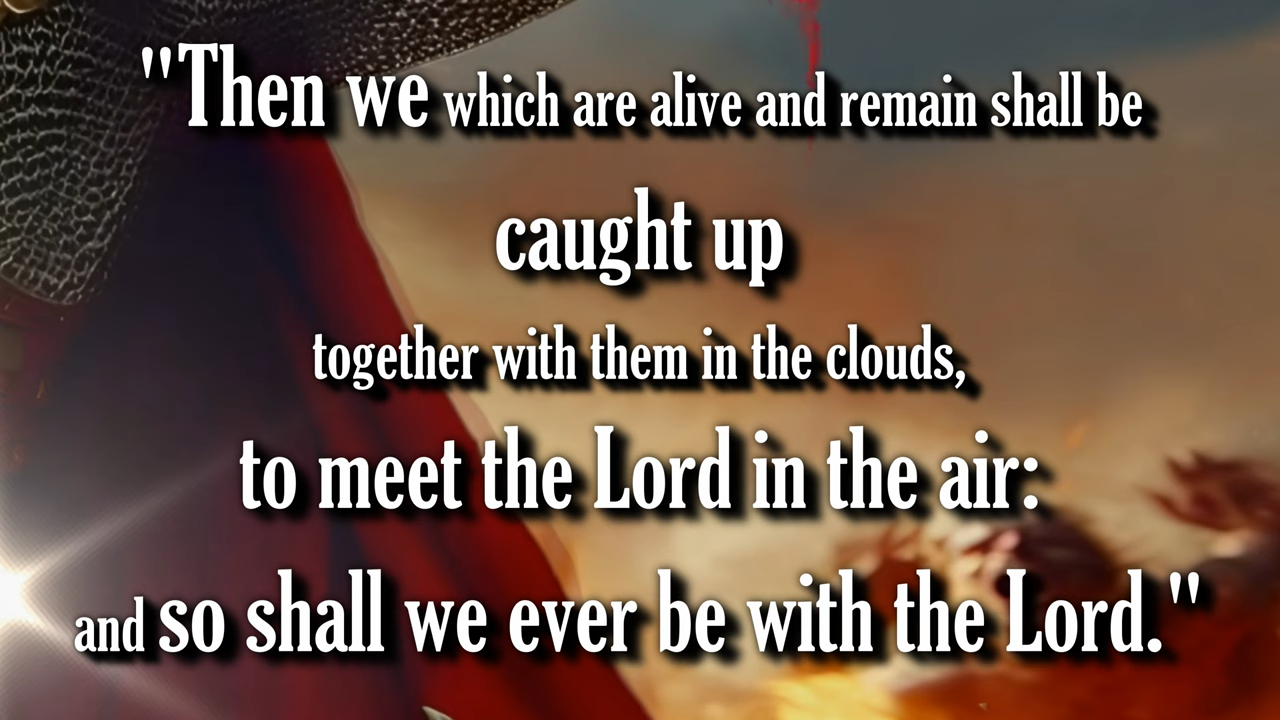 "Then we which are alive and remain shall be
caught up
together with them in the clouds,
to meet the Lord in the air:
and so shall we ever be with the Lord."